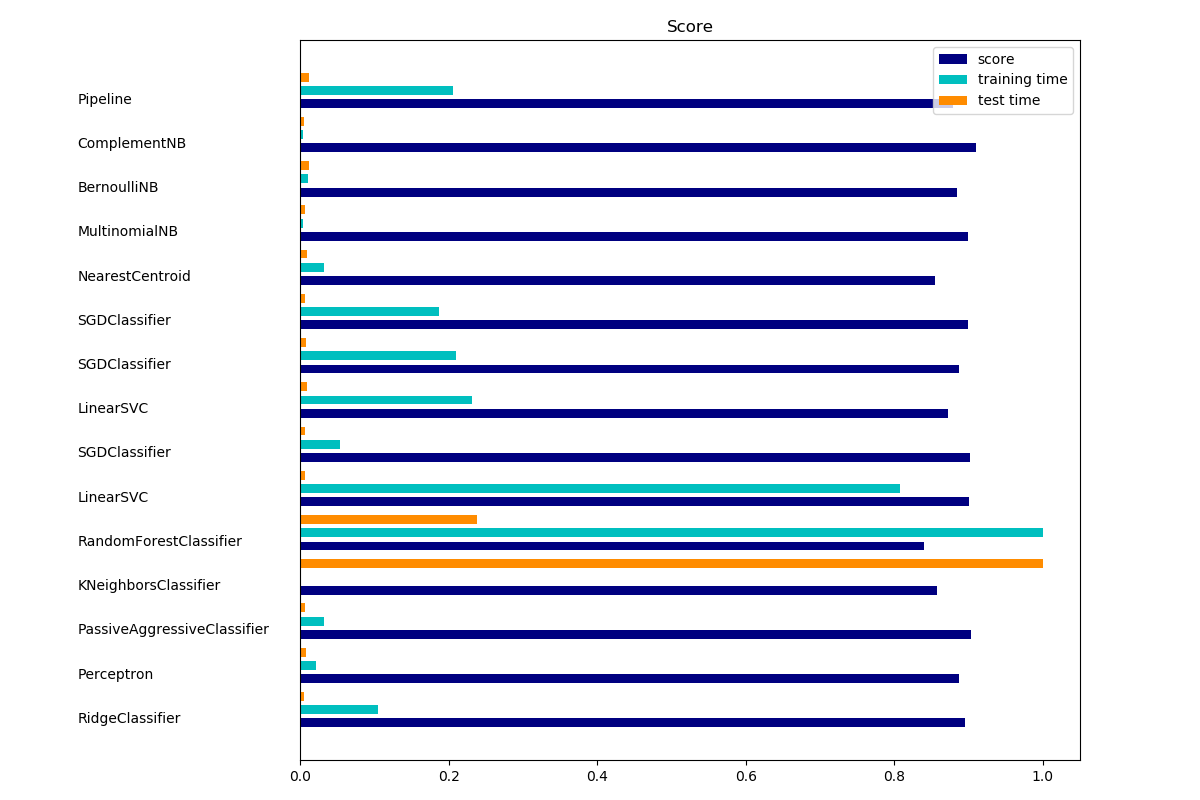 Score
score
training time
test time
Pipeline
ComplementNB
BernoulliNB
MultinomialNB
NearestCentroid
SGDClassifier
SGDClassifier
LinearSVC
SGDClassifier
LinearSVC
RandomForestClassifier
KNeighborsClassifier
PassiveAggressiveClassifier
Perceptron
RidgeClassifier
0.0 0.2 0.4 0.6 0.8 1.0